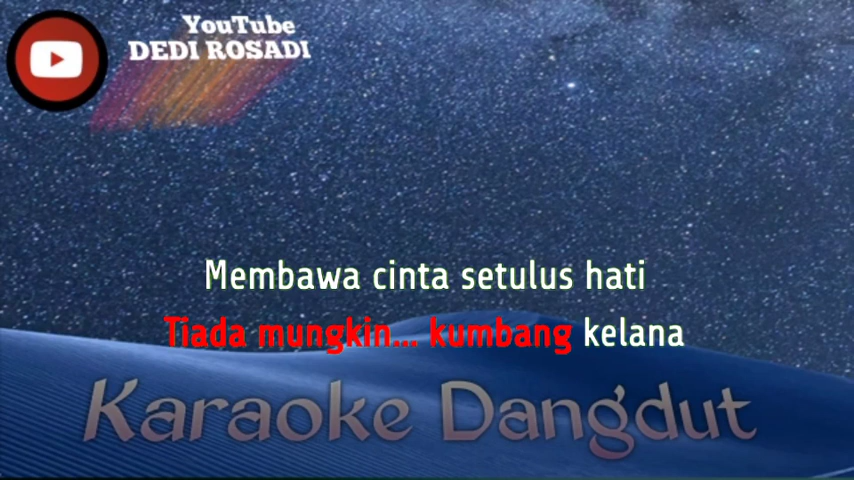 YouTube
DEDI ROSADI
Membawa cinta setulus hati
Tiada mungkin... kumbang kelana
Karaoke Dangdut